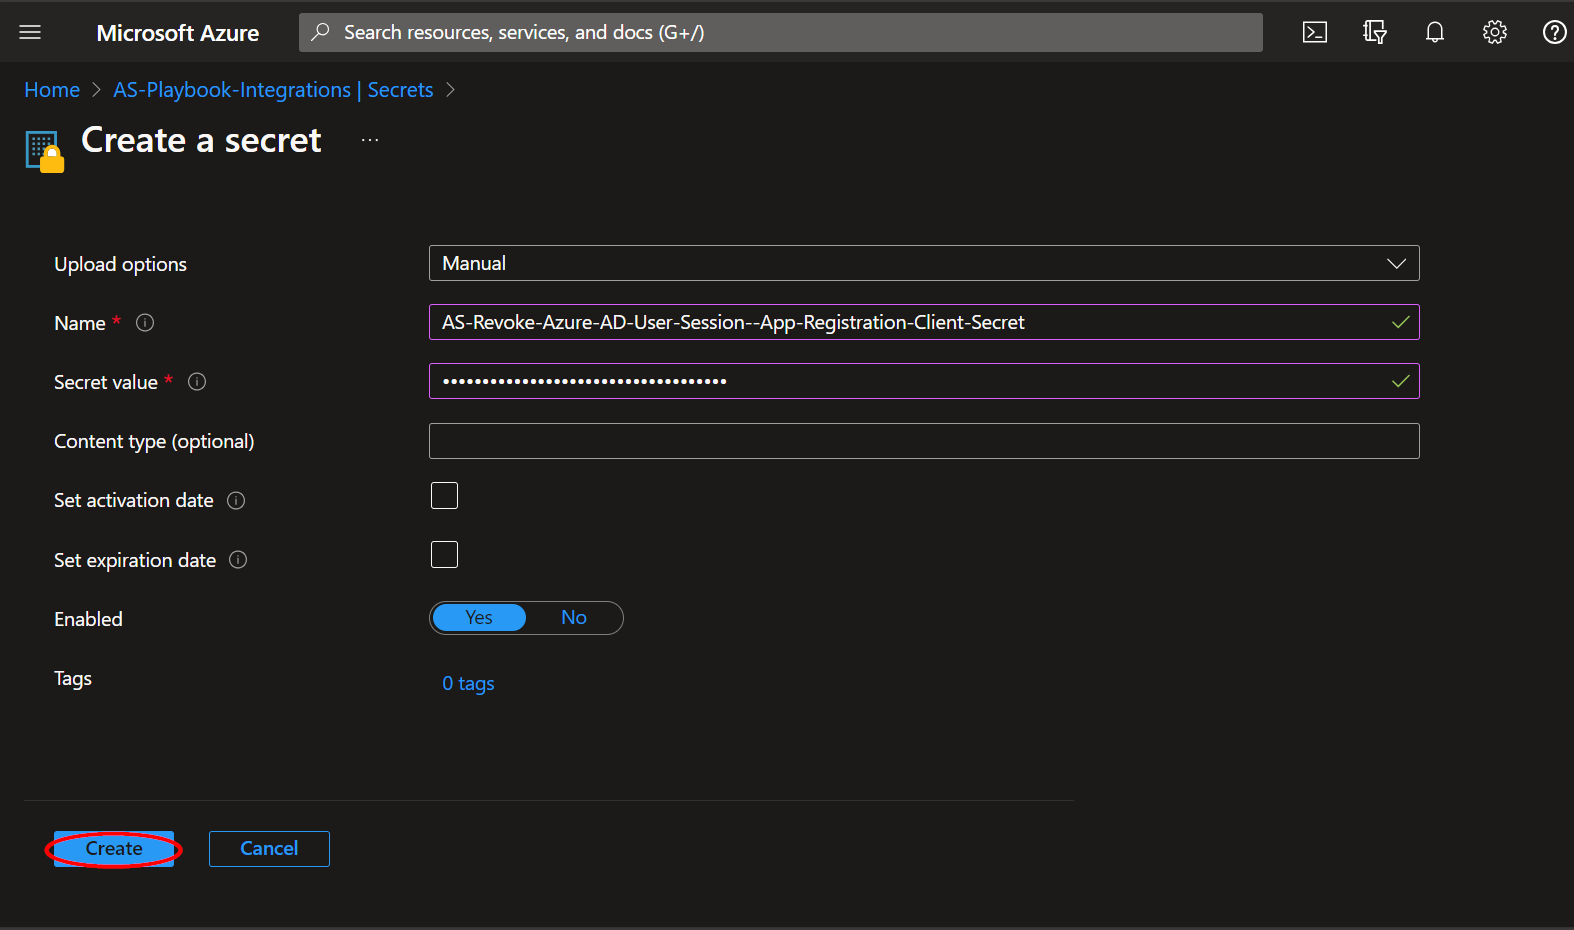 Microsoft Azure
Search resources, services, and docs (G+/)
Home > AS-Playbook-Integrations | Secrets >
Create a secret ...
Upload options
Manual
Name *
AS-Revoke-Azure-AD-User-Session--App-Registration-Client-Secret
Secret value *
••••••••••••••••••••••••••••••••••••
Content type (optional)
Set activation date
Set expiration date
Enabled
Yes No
Tags
0 tags
Create Cancel